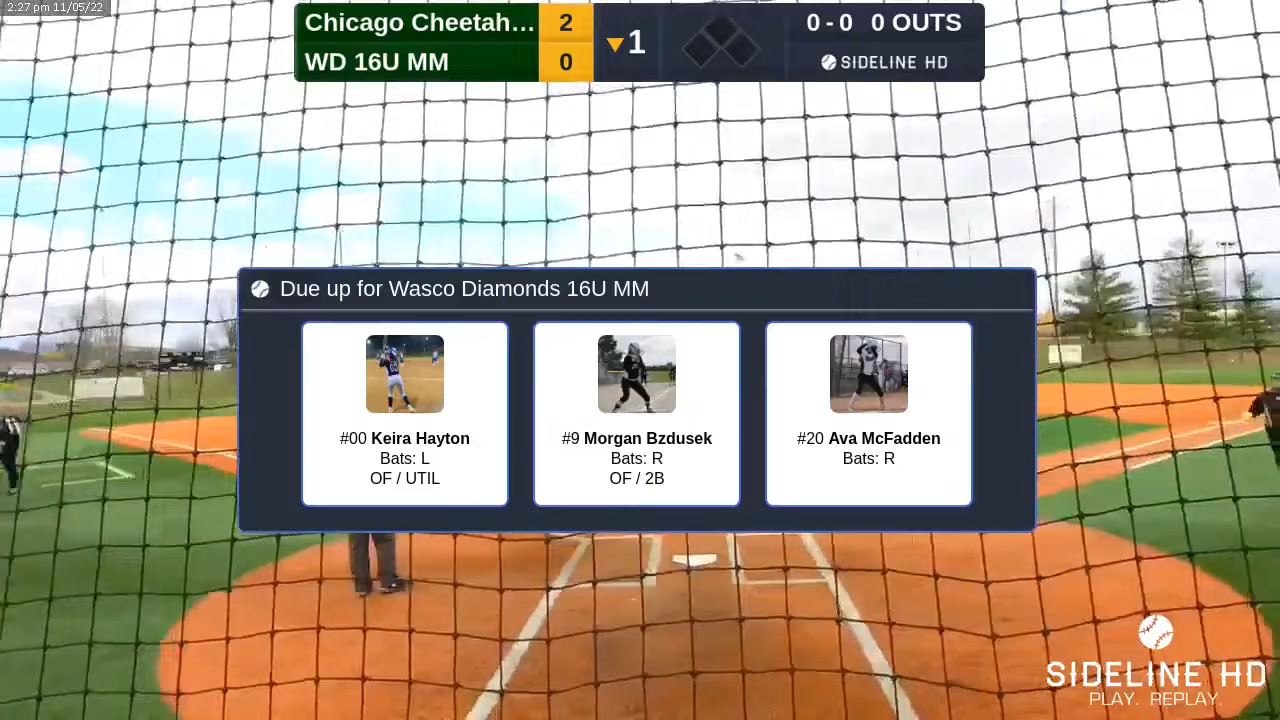 2:27 pm 11/05/22
Chicago Cheetah... 2
WD 16U MM 0
1
0 - 0 0 OUTS
SIDELINE HD
Due up for Wasco Diamonds 16U MM
#00 Keira Hayton
Bats: L
OF / UTIL
#9 Morgan Bzdusek
Bats: R
OF / 2B
#20 Ava McFadden
Bats: R
SIDELINE HD
PLAY. REPLAY.